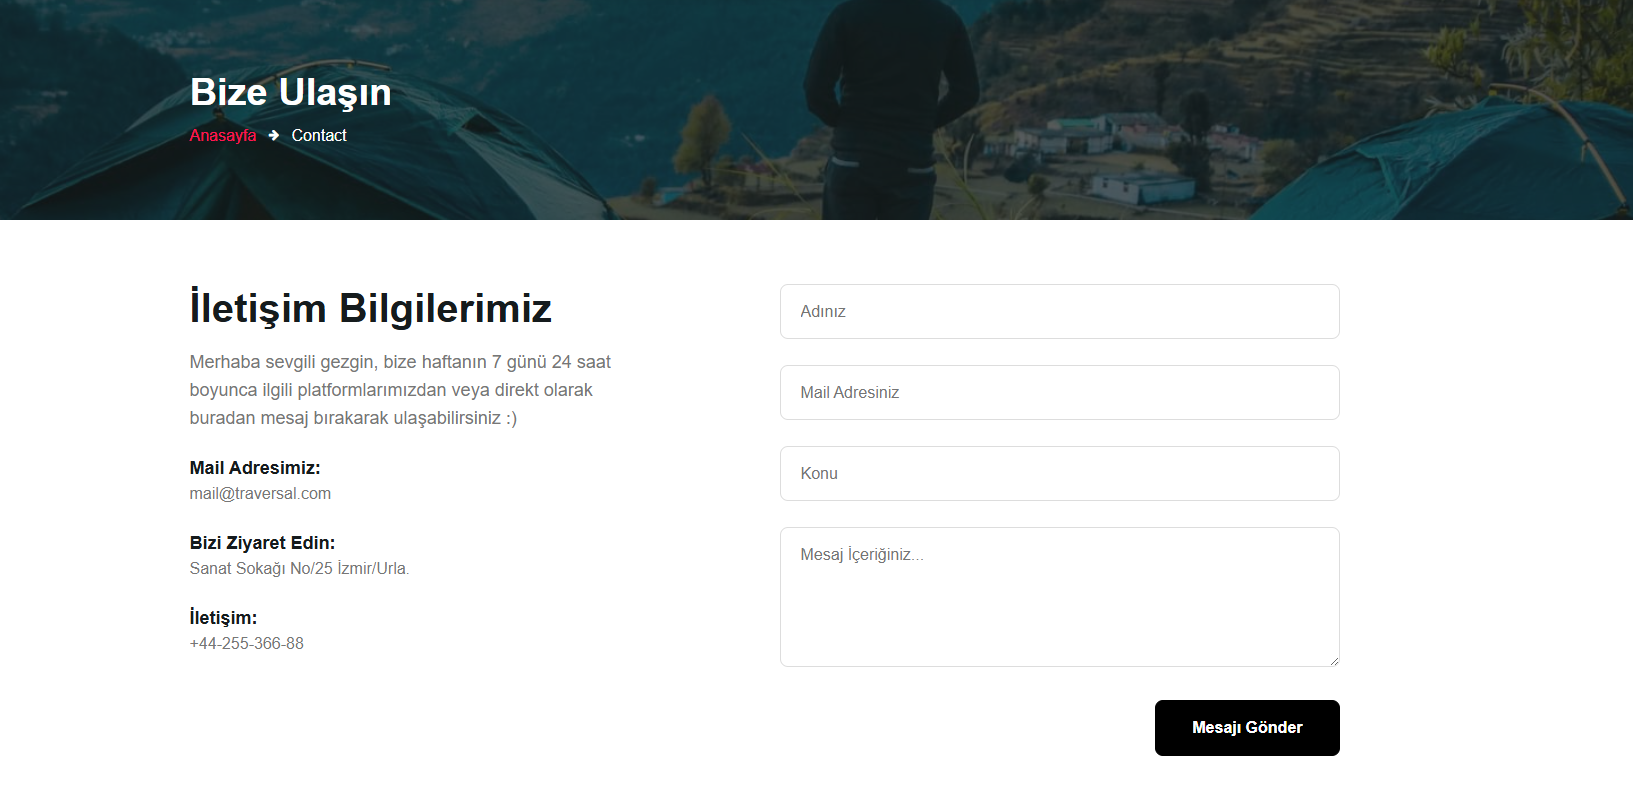 Bize Ulaşın
Anasayfa Contact
İletişim Bilgilerimiz
Merhaba sevgili gezgin, bize haftanın 7 günü 24 saat
boyunca ilgili platformlarımızdan veya direkt olarak
buradan mesaj bırakarak ulaşabilirsiniz :)
Mail Adresimiz:
mail@traversal.com
Bizi Ziyaret Edin:
Sanat Sokağı No/25 İzmir/Urla.
İletişim:
+44-255-366-88
Adınız
Mail Adresiniz
Konu
Mesaj İçeriğiniz...
Mesajı Gönder